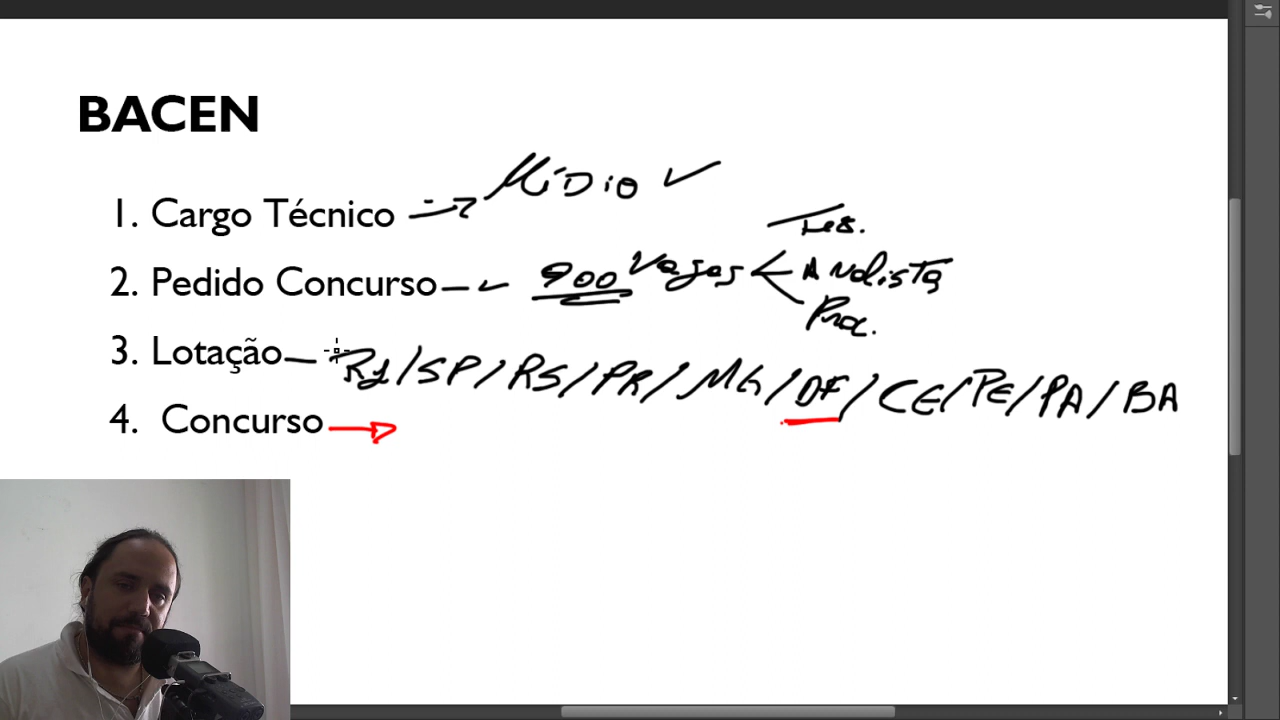 BACEN
1. Cargo Técnico MÉDIO
2. Pedido Concurso 900 Vagas Tec. Analista Proc.
3. Lotação RJ/SP/RS/PR/MG/DF/CE/PE/PA/BA
4. Concurso